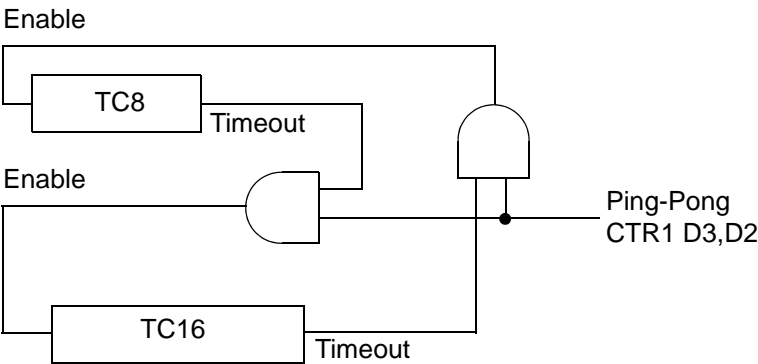 Enable
TC8
Timeout
Enable
Ping-Pong
CTR1 D3,D2
TC16
Timeout